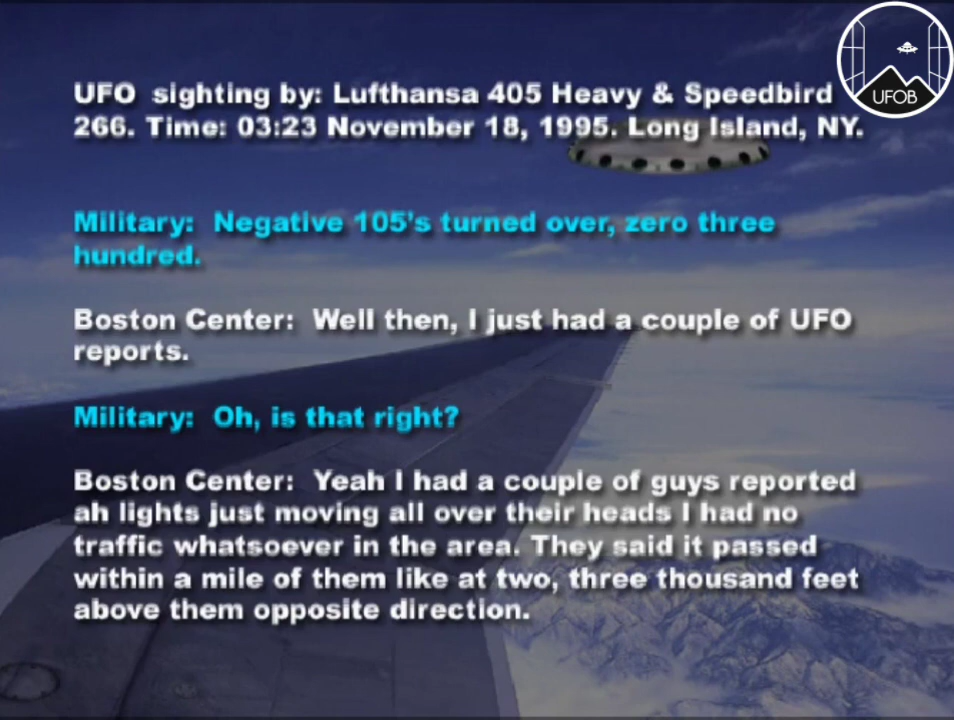 UFO sighting by: Lufthansa 405 Heavy & Speedbird
266. Time: 03:23 November 18, 1995. Long Island, NY.
UFOB
Military: Negative 105's turned over, zero three
hundred.
Boston Center: Well then, I just had a couple of UFO
reports.
Military: Oh, is that right?
Boston Center: Yeah I had a couple of guys reported
ah lights just moving all over their heads I had no
traffic whatsoever in the area. They said it passed
within a mile of them like at two, three thousand feet
above them opposite direction.